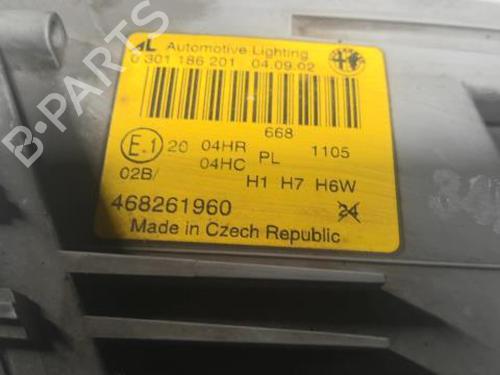 AL Automotive Lighting
0 301 186 201 04.09.02
668
E1 20 04HR PL 1105
02B/ 04HC
H1 H7 H6W
468261960 24
Made in Czech Republic
B-PARTS